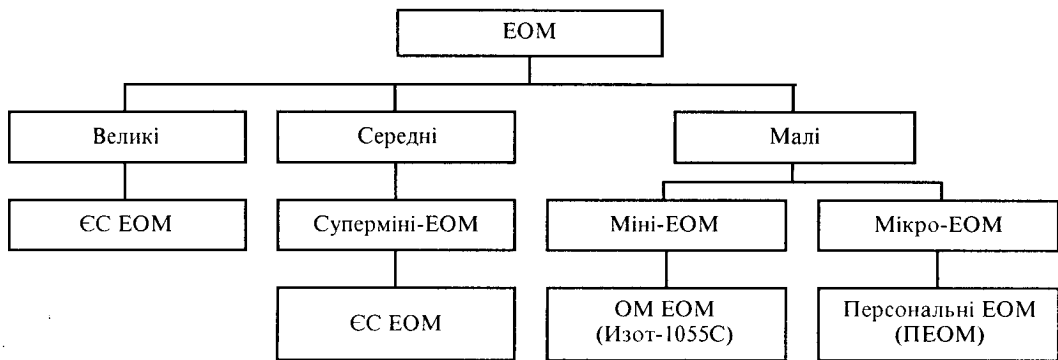 ЕОМ
Великі
Середні
Малі
ЄС ЕОМ
Суперміні-ЕОМ
Міні-ЕОМ
Мікро-ЕОМ
ЄС ЕОМ
ОМ ЕОМ
(Изот-1055С)
Персональні ЕОМ
(ПЕОМ)